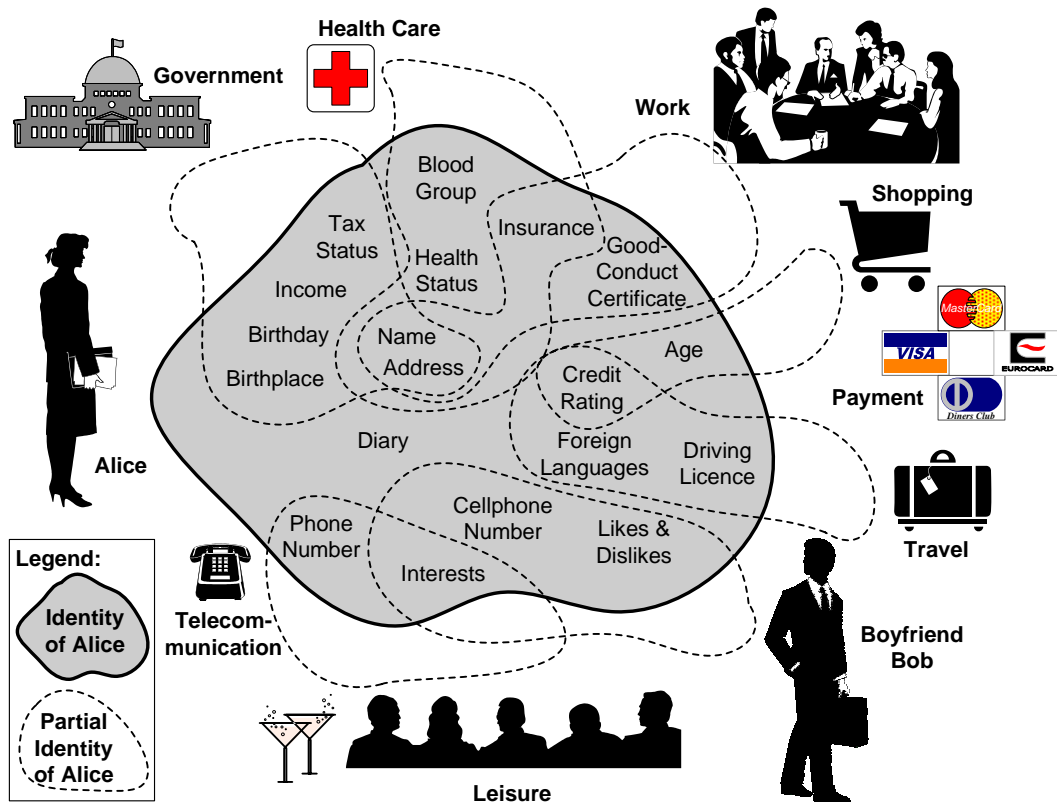 Health Care
Government
Work
Shopping
MasterCard
VISA
EUROCARD
Payment
Diners Club
Blood
Group
Tax
Status
Insurance
Health
Status
Good-
Conduct
Certificate
Income
Birthday
Name
Address
Birthplace
Age
Credit
Rating
Diary
Foreign
Languages
Driving
Licence
Alice
Cellphone
Number
Phone
Number
Likes &
Dislikes
Interests
Travel
Legend:
Identity
of Alice
Partial
Identity
of Alice
Telecom-
munication
Boyfriend
Bob
Leisure